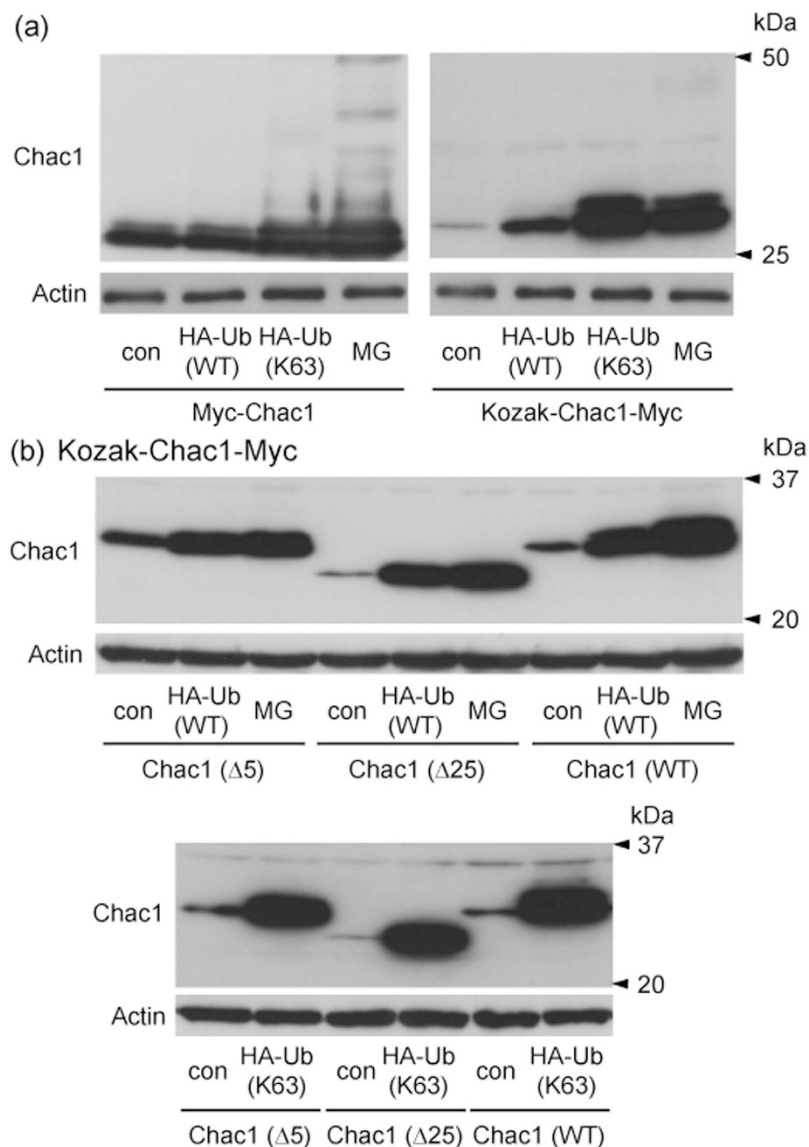 (a)
kDa
50
Chac1
25
Actin
con HA-Ub (WT) HA-Ub (K63) MG con HA-Ub (WT) HA-Ub (K63) MG
Myc-Chac1 Kozak-Chac1-Myc
(b) Kozak-Chac1-Myc
kDa
37
Chac1
20
Actin
con HA-Ub (WT) MG con HA-Ub (WT) MG con HA-Ub (WT) MG
Chac1 (Δ5) Chac1 (Δ25) Chac1 (WT)
kDa
37
Chac1
20
Actin
con HA-Ub (K63) con HA-Ub (K63) con HA-Ub (K63)
Chac1 (Δ5) Chac1 (Δ25) Chac1 (WT)